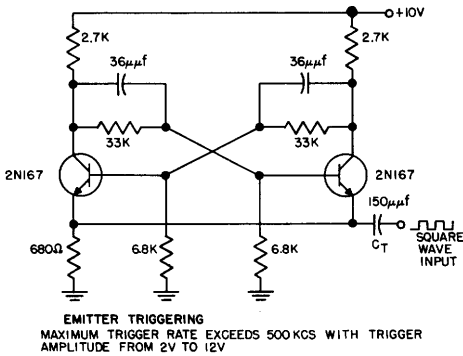 +10V
2.7K
2.7K
36μμf
36μμf
33K
33K
2N167
2N167
150μμf
680Ω
6.8K
6.8K
C_T
SQUARE
WAVE
INPUT
EMITTER TRIGGERING
MAXIMUM TRIGGER RATE EXCEEDS 500KCS WITH TRIGGER
AMPLITUDE FROM 2V TO 12V